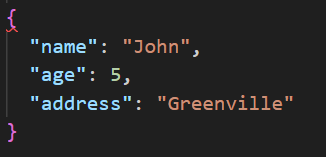 {
"name": "John",
"age": 5,
"address": "Greenville"
}